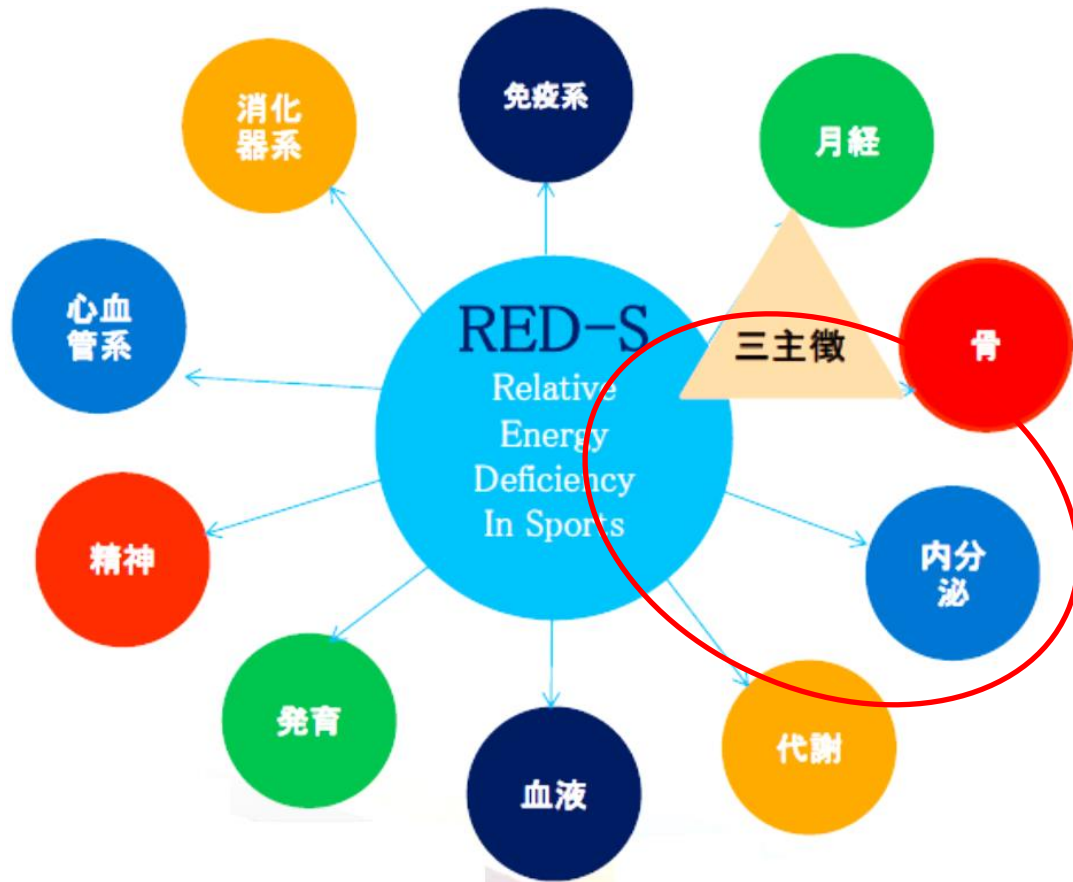 免疫系
月経
骨
内分
泌
代謝
血液
発育
精神
心血
管系
消化
器系
RED-S
Relative
Energy
Deficiency
In Sports
三主徴